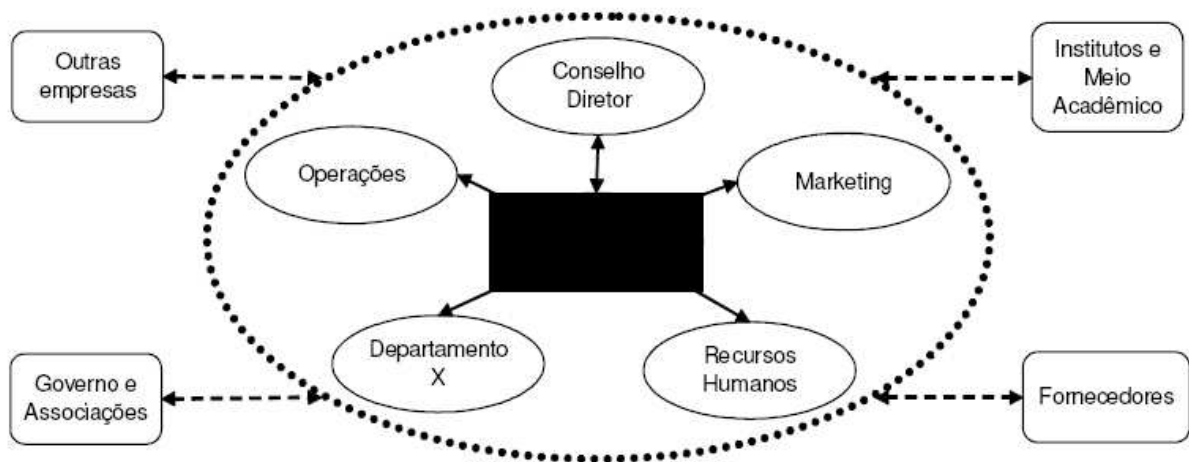 Outras
empresas
Conselho
Diretor
Institutos e
Meio
Acadêmico
Operações
Marketing
Departamento
X
Recursos
Humanos
Governo e
Associações
Fornecedores